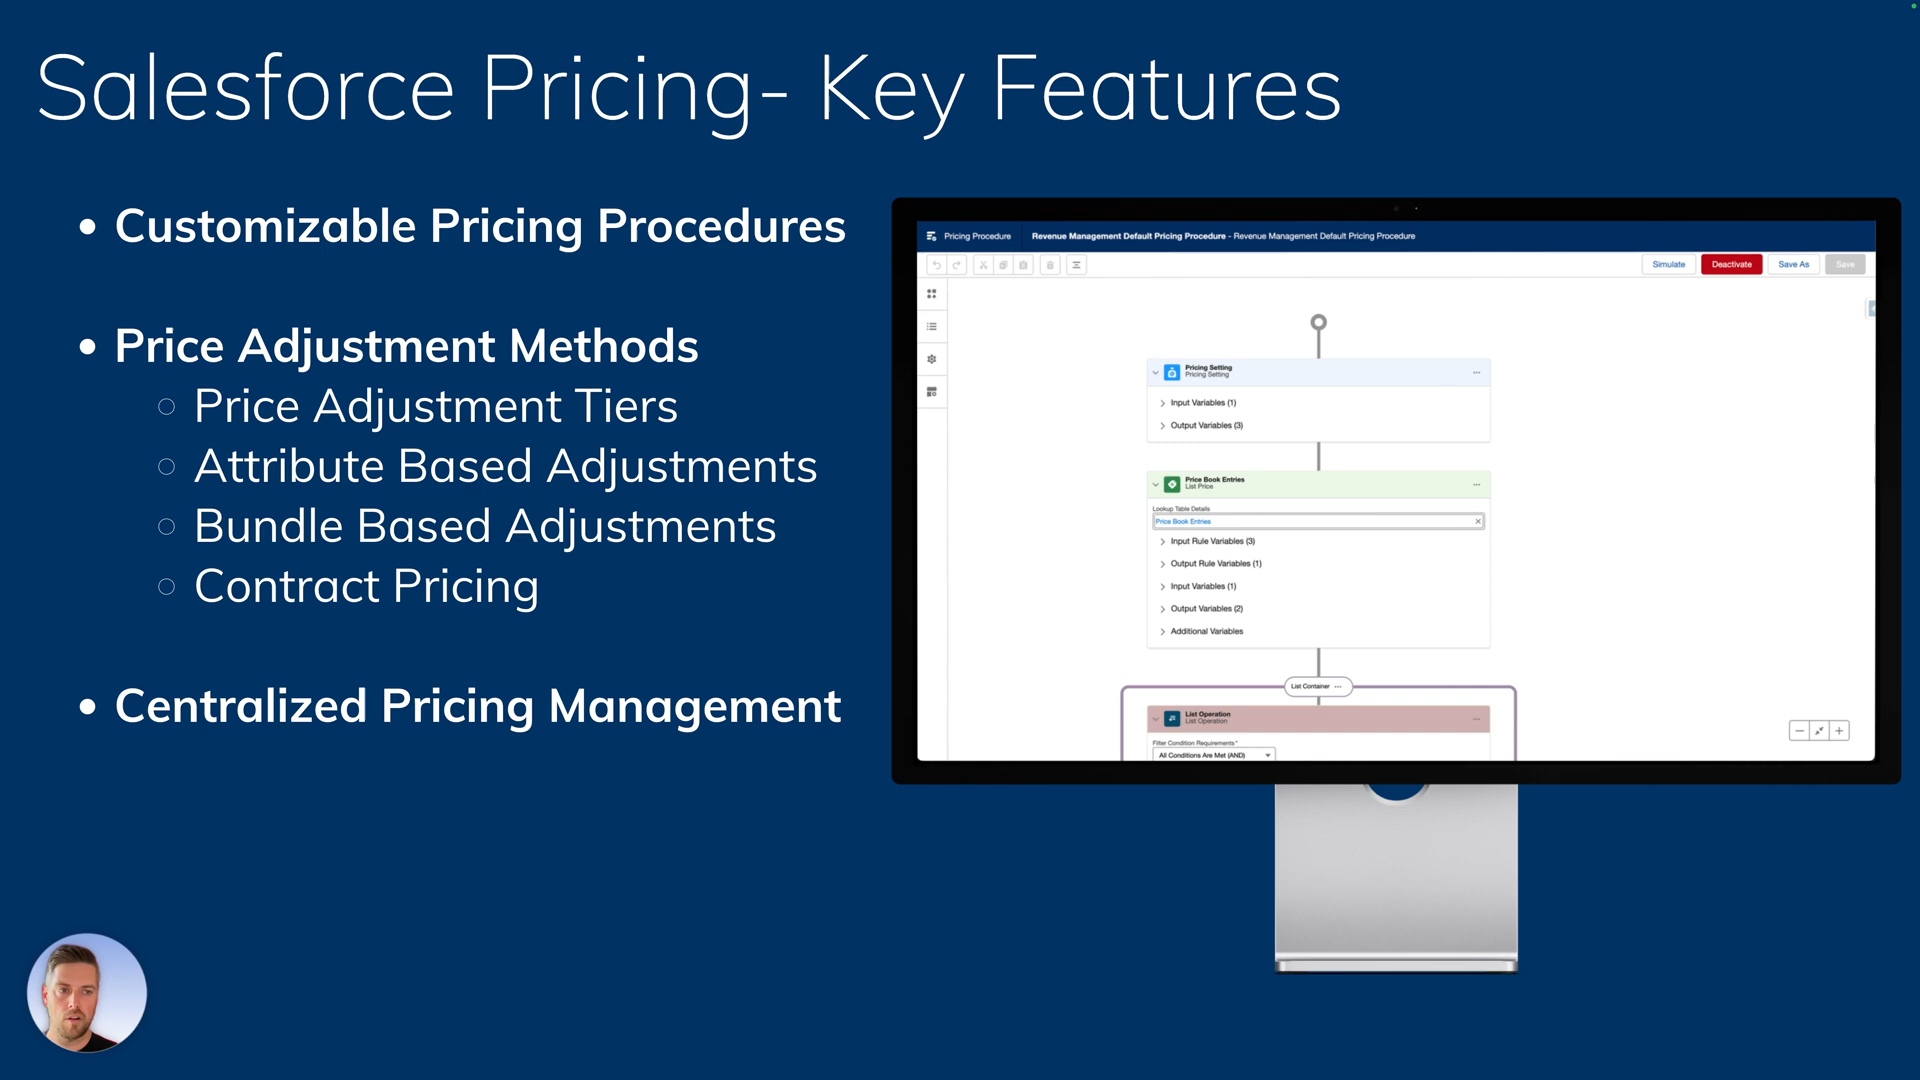 Salesforce Pricing- Key Features
Customizable Pricing Procedures
Price Adjustment Methods
Price Adjustment Tiers
Attribute Based Adjustments
Bundle Based Adjustments
Contract Pricing
Centralized Pricing Management
Pricing Procedure
Revenue Management Default Pricing Procedure - Revenue Management Default Pricing Procedure
Simulate
Deactivate
Save As
Save
Pricing Setting
Pricing Setting
Input Variables (1)
Output Variables (3)
Price Book Entries
List Price
Lookup Table Details
Price Book Entries
Input Rule Variables (3)
Output Rule Variables (1)
Input Variables (1)
Output Variables (2)
Additional Variables
List Container
List Operation
List Operation
Filter Condition Requirements*
All Conditions Are Met (AND)